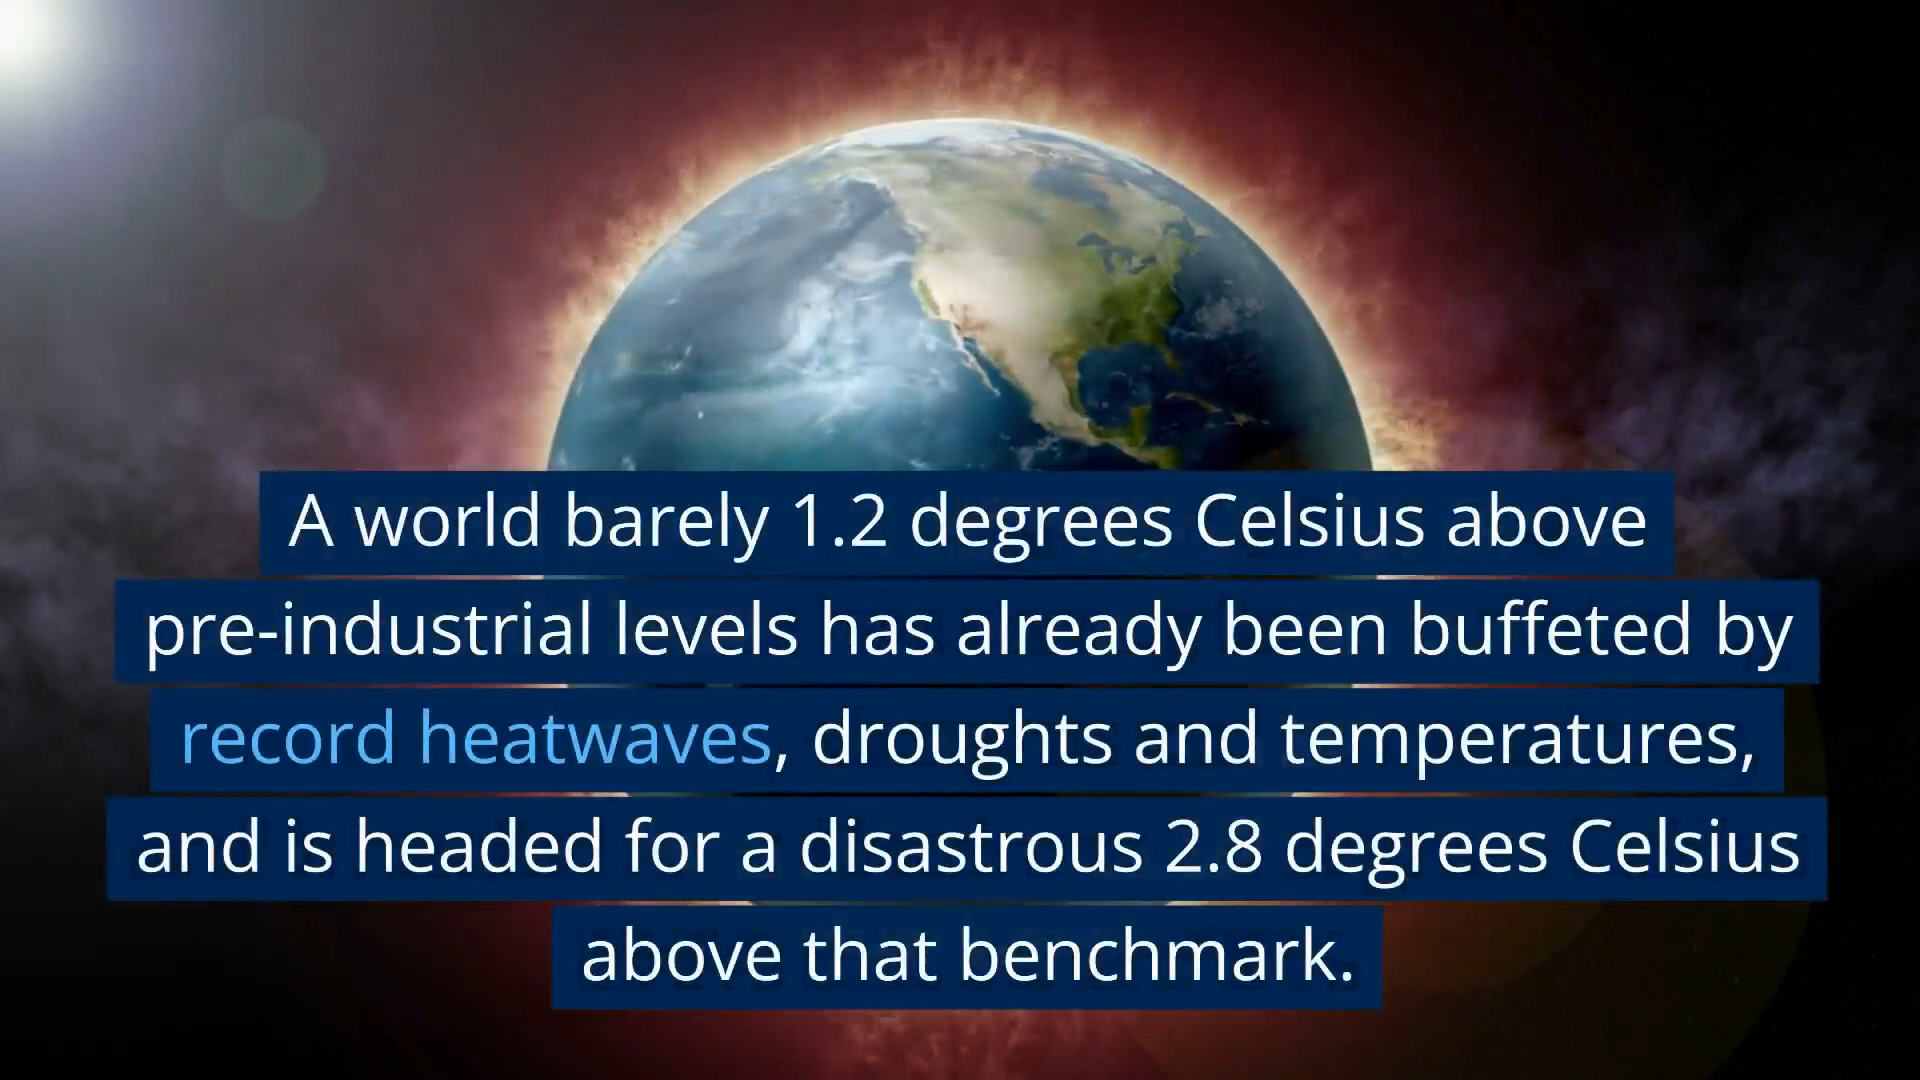 A world barely 1.2 degrees Celsius above
pre-industrial levels has already been buffeted by
record heatwaves, droughts and temperatures,
and is headed for a disastrous 2.8 degrees Celsius
above that benchmark.